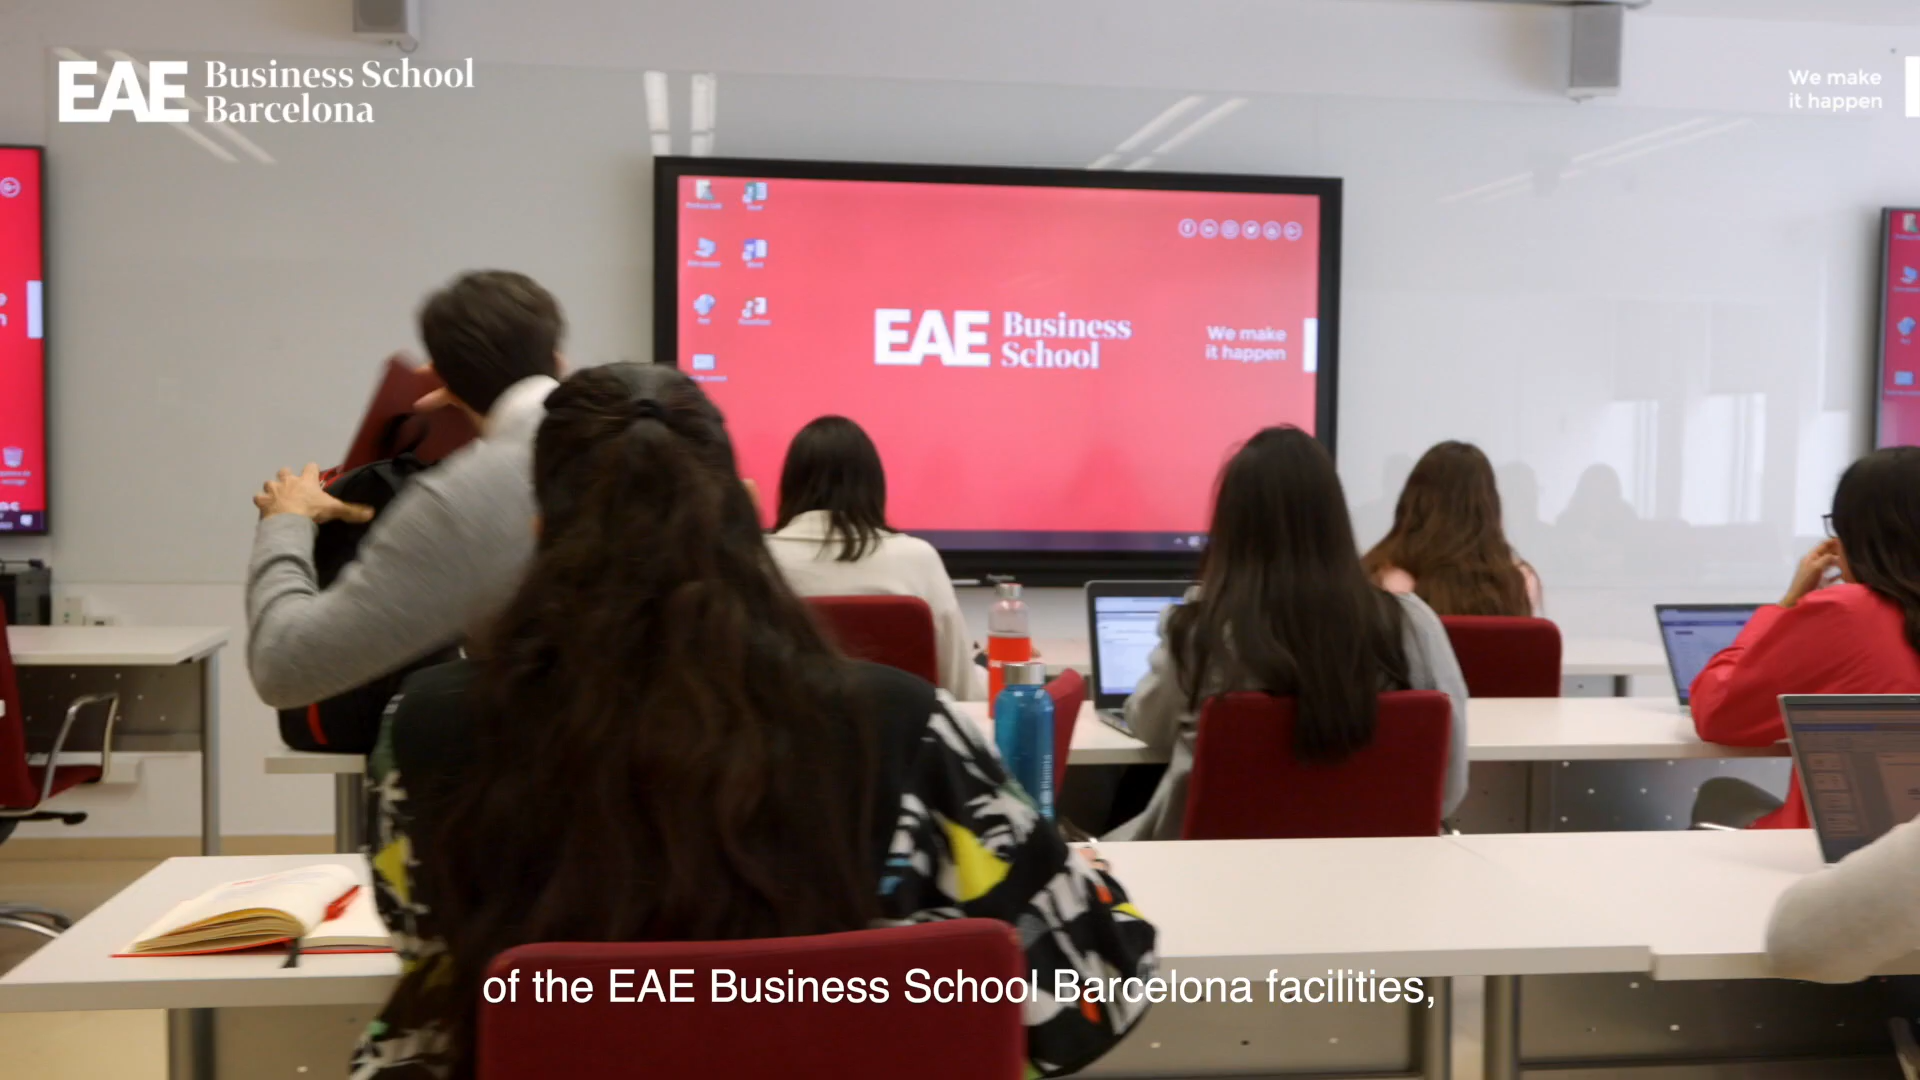 EAE Business School
Barcelona
We make
it happen
EAE Business
School
We make
it happen
of the EAE Business School Barcelona facilities,